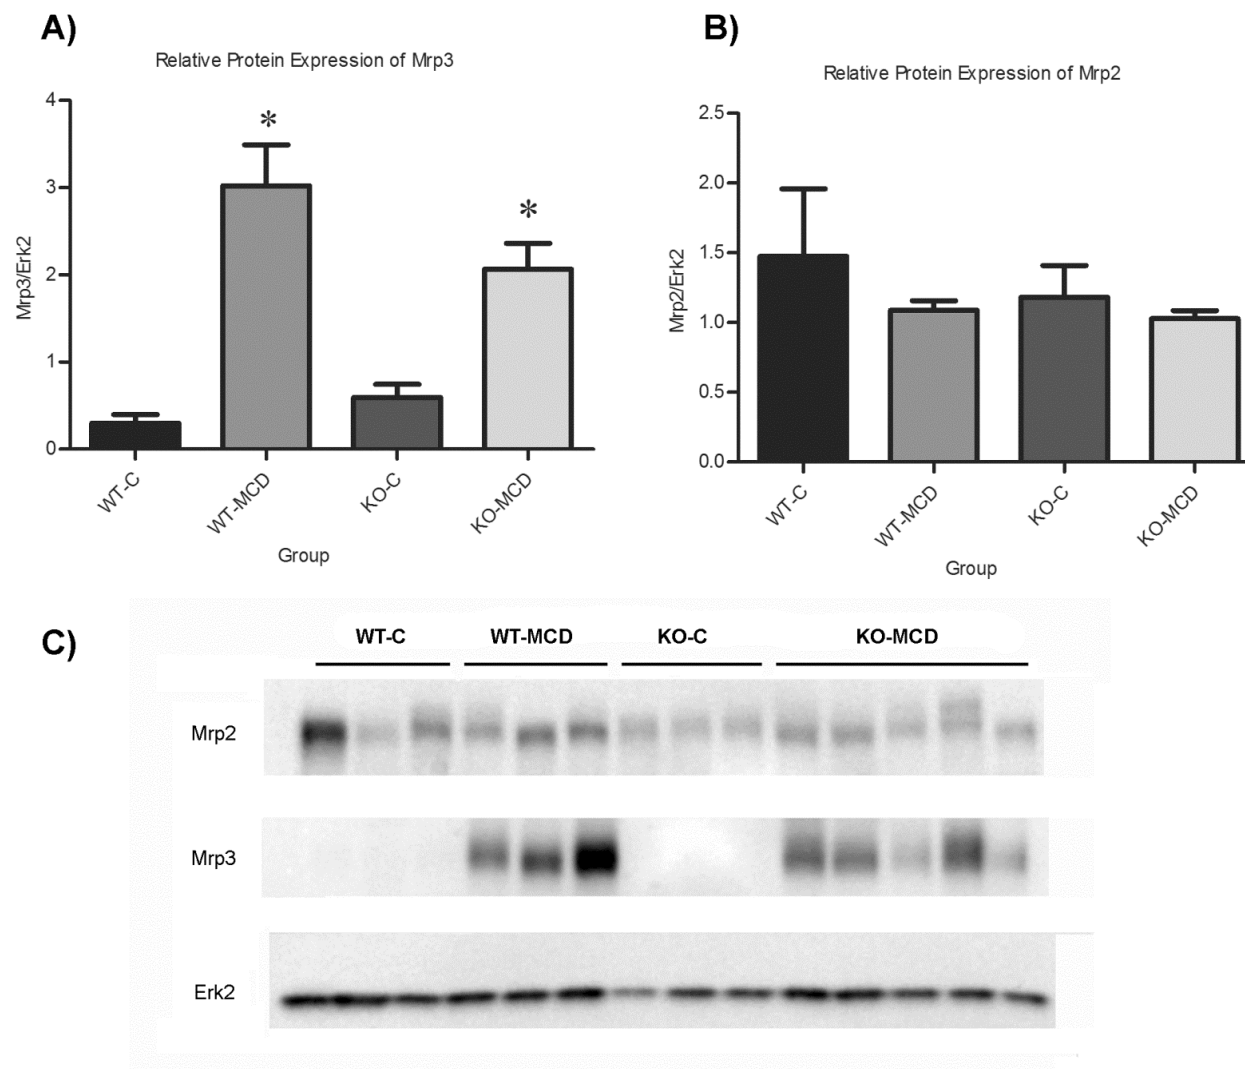 A)
Relative Protein Expression of Mrp3
4
3
2
1
0
Mrp3/Erk2
*
*
WT-C
WT-MCD
KO-C
KO-MCD
Group
B)
Relative Protein Expression of Mrp2
2.5
2.0
1.5
1.0
0.5
0.0
Mrp2/Erk2
WT-C
WT-MCD
KO-C
KO-MCD
Group
C)
WT-C WT-MCD KO-C KO-MCD
Mrp2
Mrp3
Erk2